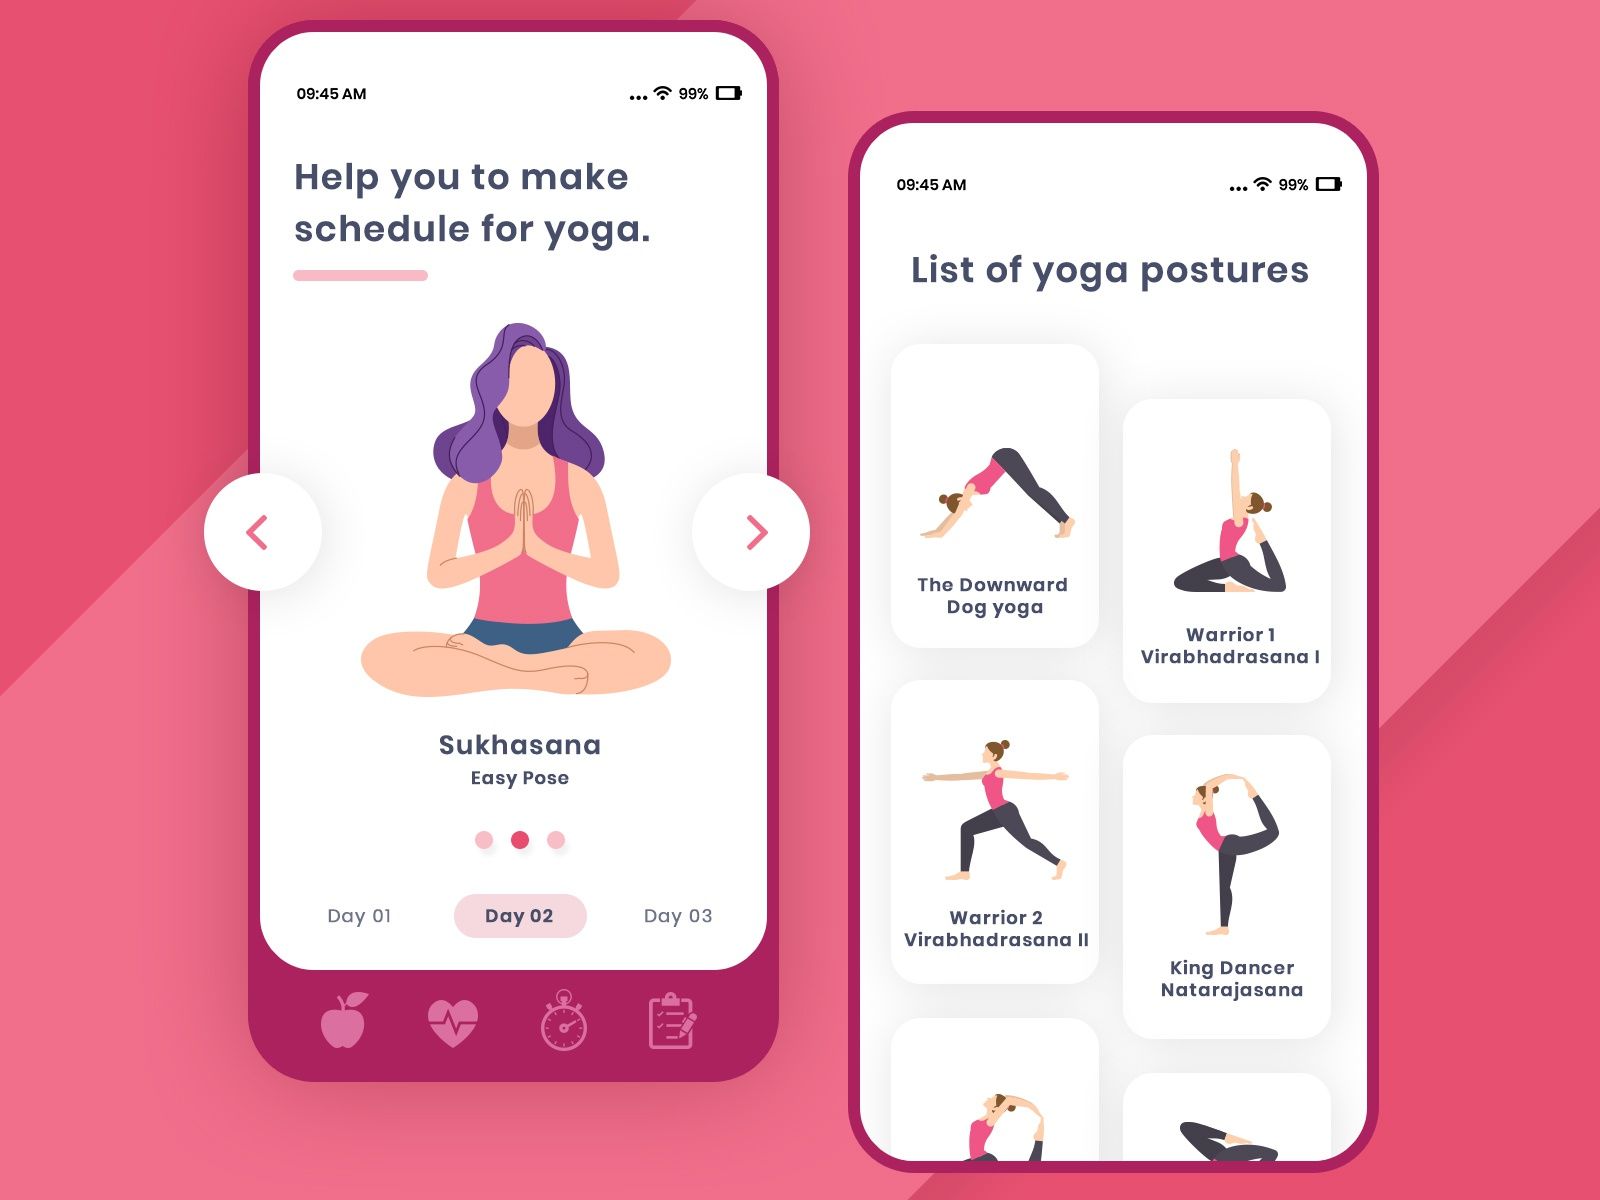 09:45 AM
99%
Help you to make
schedule for yoga.
Sukhasana
Easy Pose
Day 01
Day 02
Day 03
09:45 AM
99%
List of yoga postures
The Downward
Dog yoga
Warrior 1
Virabhadrasana I
Warrior 2
Virabhadrasana II
King Dancer
Natarajasana